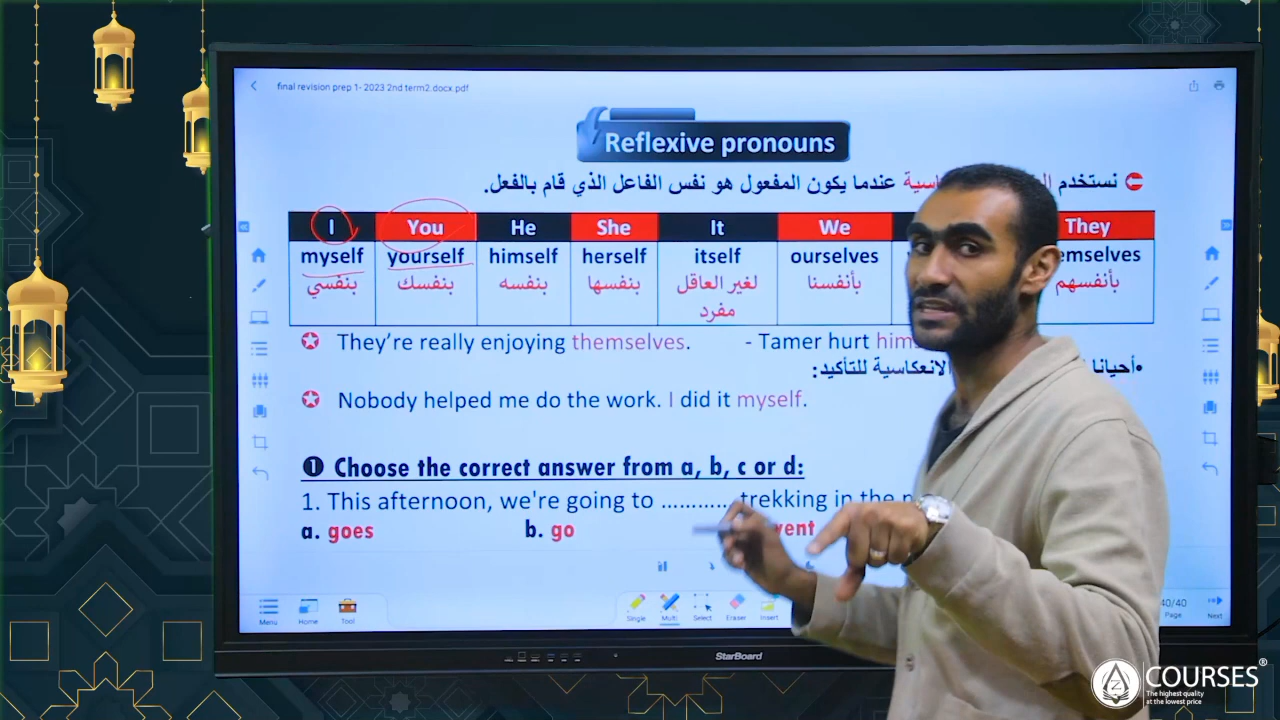 final revision prep 1- 2023 2nd term2.docx.pdf
Reflexive pronouns
نستخدم عندما يكون المفعول هو نفس الفاعل الذي قام بالفعل.
I You He She It We They
myself yourself himself herself itself ourselves
بنفسي بنفسك بنفسه بنفسها لغير العاقل بأنفسنا بأنفسهم
مفرد
They're really enjoying themselves. - Tamer hurt
•أحيانا الانعكاسية للتأكيد:
Nobody helped me do the work. I did it myself.
1 Choose the correct answer from a, b, c or d:
1. This afternoon, we're going to ........... trekking in the
a. goes b. go went
Menu Home Tool Single Multi Select Eraser Insert Page Next
40/40
StarBoard
COURSES®
The highest quality
at the lowest price